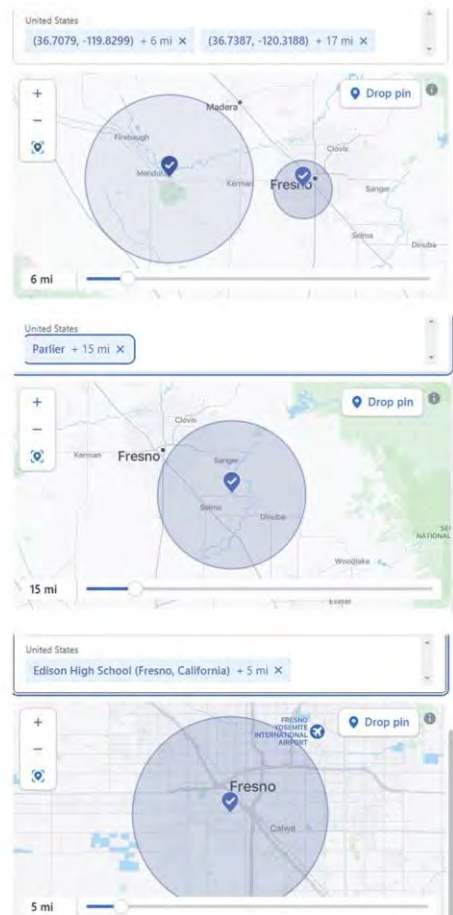 United States
(36.7079, -119.8299) + 6 mi ×
(36.7387, -120.3188) + 17 mi ×
+
Drop pin
Madera
−
Firebaugh
Clovis
Mendota
Kerman
Fresno
Sanger
Selma
Dinuba
6 mi
United States
Parlier + 15 mi ×
+
Drop pin
−
Clovis
Kerman
Fresno
Sanger
Selma
Dinuba
SE
NATIONAL
Woodlake
Exeter
15 mi
United States
Edison High School (Fresno, California) + 5 mi ×
+
FRESNO
YOSEMITE
INTERNATIONAL
AIRPORT
Drop pin
−
Fresno
Calwa
5 mi